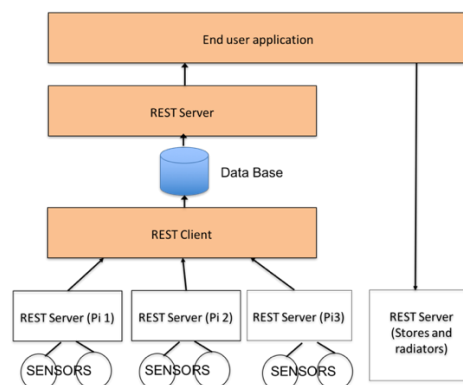 End user application
REST Server
Data Base
REST Client
REST Server (Pi 1)
REST Server (Pi 2)
REST Server (Pi3)
REST Server
(Stores and
radiators)
SENSORS
SENSORS
SENSORS